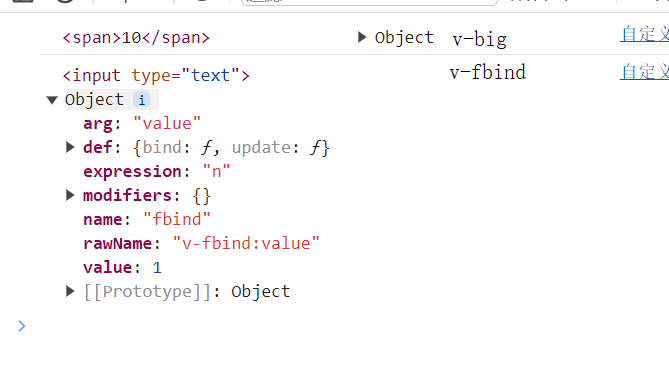 <span>10</span> ▶ Object v-big 自定义
<input type="text"> v-fbind 自定义
▼ Object i
arg: "value"
▶ def: {bind: ƒ, update: ƒ}
expression: "n"
▶ modifiers: {}
name: "fbind"
rawName: "v-fbind:value"
value: 1
▶ [[Prototype]]: Object
>